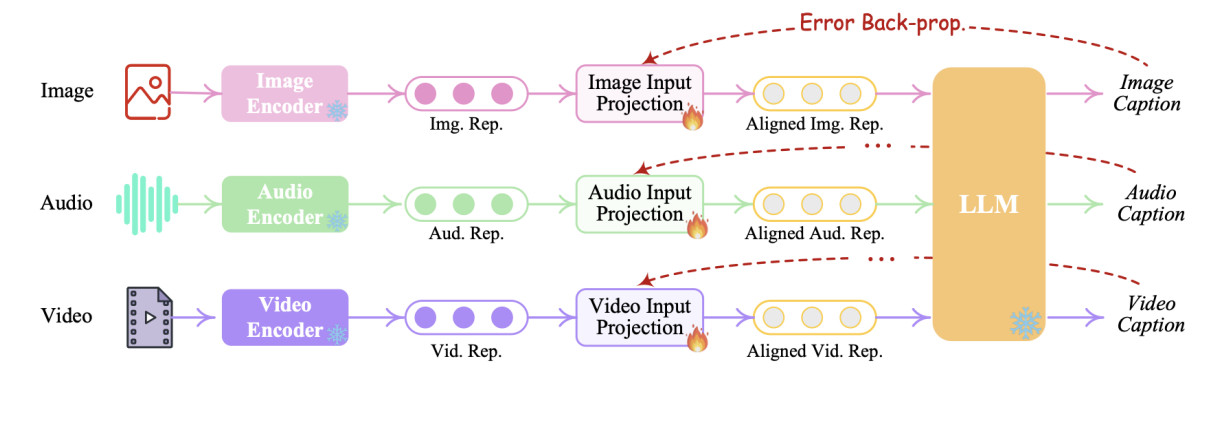 Error Back-prop.
Image
Image
Encoder
Img. Rep.
Image Input
Projection
Aligned Img. Rep.
Image
Caption
...
Audio
Audio
Encoder
Aud. Rep.
Audio Input
Projection
Aligned Aud. Rep.
LLM
Audio
Caption
...
Video
Video
Encoder
Vid. Rep.
Video Input
Projection
Aligned Vid. Rep.
Video
Caption